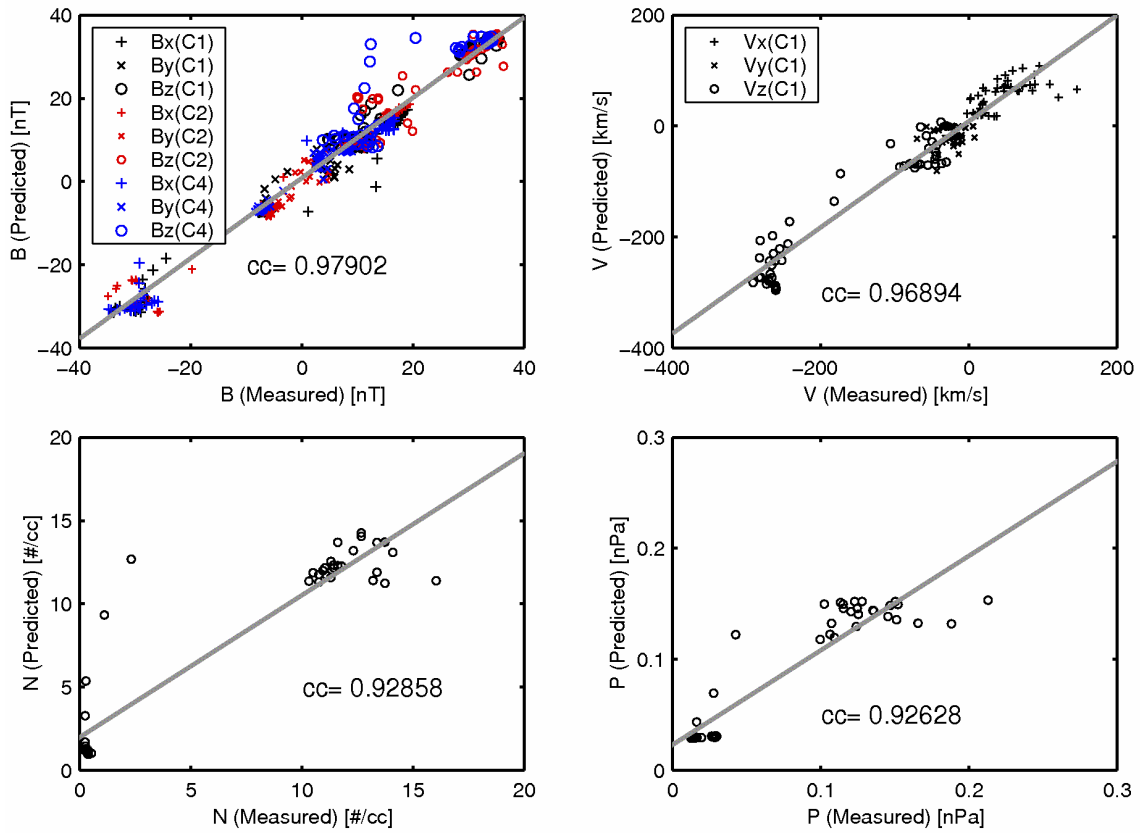 40
20
0
−20
−40
−40
−20
0
20
40
B (Predicted) [nT]
B (Measured) [nT]
Bx(C1)
By(C1)
Bz(C1)
Bx(C2)
By(C2)
Bz(C2)
Bx(C4)
By(C4)
Bz(C4)
cc= 0.97902
200
0
−200
−400
−400
−200
0
200
V (Predicted) [km/s]
V (Measured) [km/s]
Vx(C1)
Vy(C1)
Vz(C1)
cc= 0.96894
20
15
10
5
0
0
5
10
15
20
N (Predicted) [#/cc]
N (Measured) [#/cc]
cc= 0.92858
0.3
0.2
0.1
0
0
0.1
0.2
0.3
P (Predicted) [nPa]
P (Measured) [nPa]
cc= 0.92628